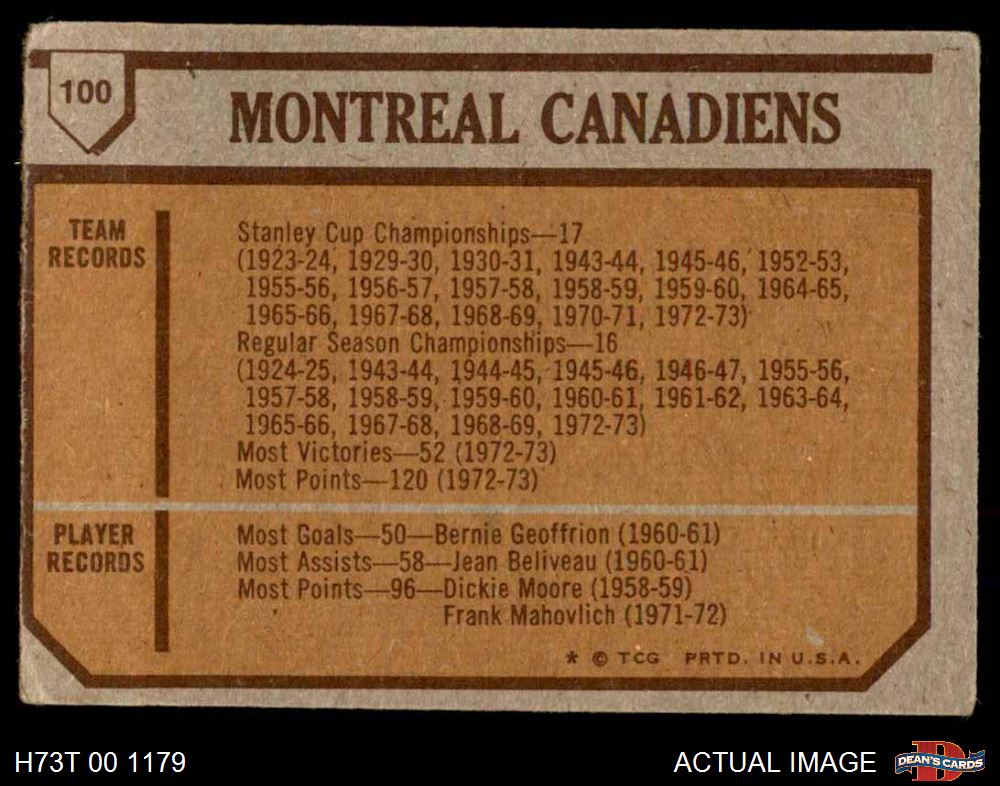 100
MONTREAL CANADIENS
TEAM RECORDS
Stanley Cup Championships—17
(1923-24, 1929-30, 1930-31, 1943-44, 1945-46, 1952-53,
1955-56, 1956-57, 1957-58, 1958-59, 1959-60, 1964-65,
1965-66, 1967-68, 1968-69, 1970-71, 1972-73)
Regular Season Championships—16
(1924-25, 1943-44, 1944-45, 1945-46, 1946-47, 1955-56,
1957-58, 1958-59, 1959-60, 1960-61, 1961-62, 1963-64,
1965-66, 1967-68, 1968-69, 1972-73)
Most Victories—52 (1972-73)
Most Points—120 (1972-73)
PLAYER RECORDS
Most Goals—50—Bernie Geoffrion (1960-61)
Most Assists—58—Jean Beliveau (1960-61)
Most Points—96—Dickie Moore (1958-59)
Frank Mahovlich (1971-72)
* © TCG PRTD. IN U.S.A.
H73T 00 1179
ACTUAL IMAGE
D
DEAN'S CARDS